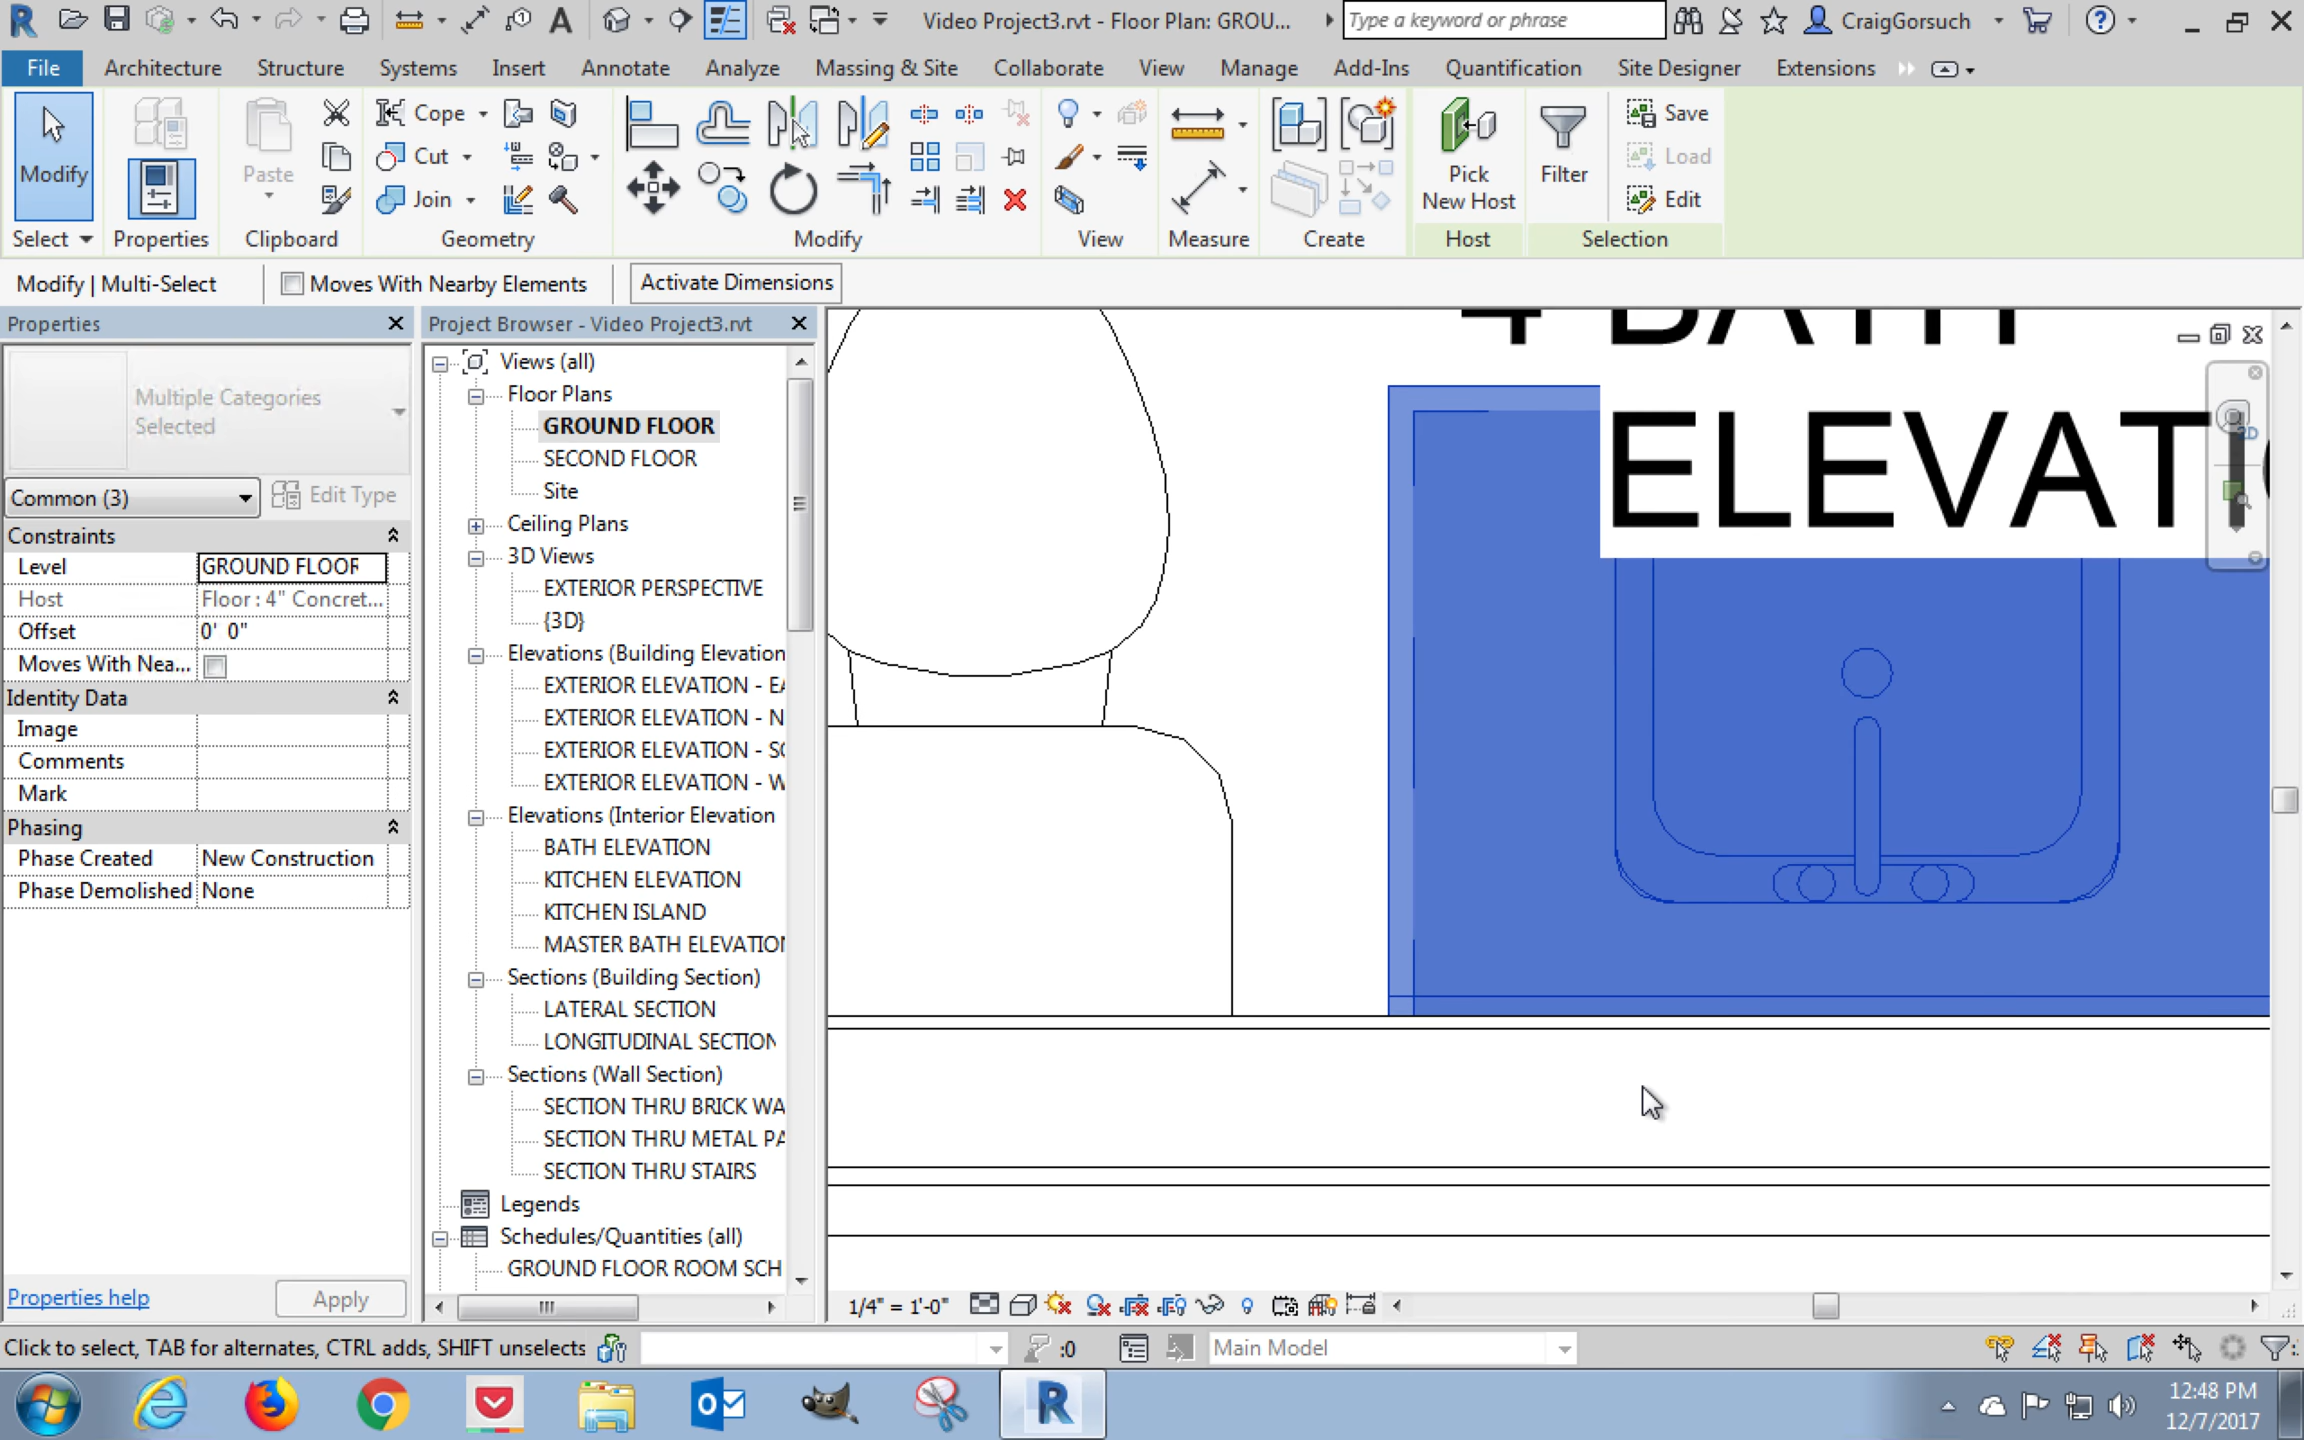 Video Project3.rvt - Floor Plan: GROU...
Type a keyword or phrase
CraigGorsuch
File Architecture Structure Systems Insert Annotate Analyze Massing & Site Collaborate View Manage Add-Ins Quantification Site Designer Extensions
Cope
Cut
Join
Modify
Paste
Pick
New Host
Filter
Save
Load
Edit
Select Properties Clipboard Geometry Modify View Measure Create Host Selection
Modify | Multi-Select Moves With Nearby Elements Activate Dimensions
Properties
Multiple Categories
Selected
Common (3) Edit Type
Constraints
Level GROUND FLOOR
Host Floor : 4" Concret...
Offset 0' 0"
Moves With Nea...
Identity Data
Image
Comments
Mark
Phasing
Phase Created New Construction
Phase Demolished None
Properties help Apply
Project Browser - Video Project3.rvt
Views (all)
Floor Plans
GROUND FLOOR
SECOND FLOOR
Site
Ceiling Plans
3D Views
EXTERIOR PERSPECTIVE
{3D}
Elevations (Building Elevation
EXTERIOR ELEVATION - EA
EXTERIOR ELEVATION - N
EXTERIOR ELEVATION - SO
EXTERIOR ELEVATION - W
Elevations (Interior Elevation
BATH ELEVATION
KITCHEN ELEVATION
KITCHEN ISLAND
MASTER BATH ELEVATION
Sections (Building Section)
LATERAL SECTION
LONGITUDINAL SECTION
Sections (Wall Section)
SECTION THRU BRICK WA
SECTION THRU METAL PA
SECTION THRU STAIRS
Legends
Schedules/Quantities (all)
GROUND FLOOR ROOM SCH
4 BATH
ELEVATI
2D
1/4" = 1'-0"
Click to select, TAB for alternates, CTRL adds, SHIFT unselects
:0
Main Model
12:48 PM
12/7/2017